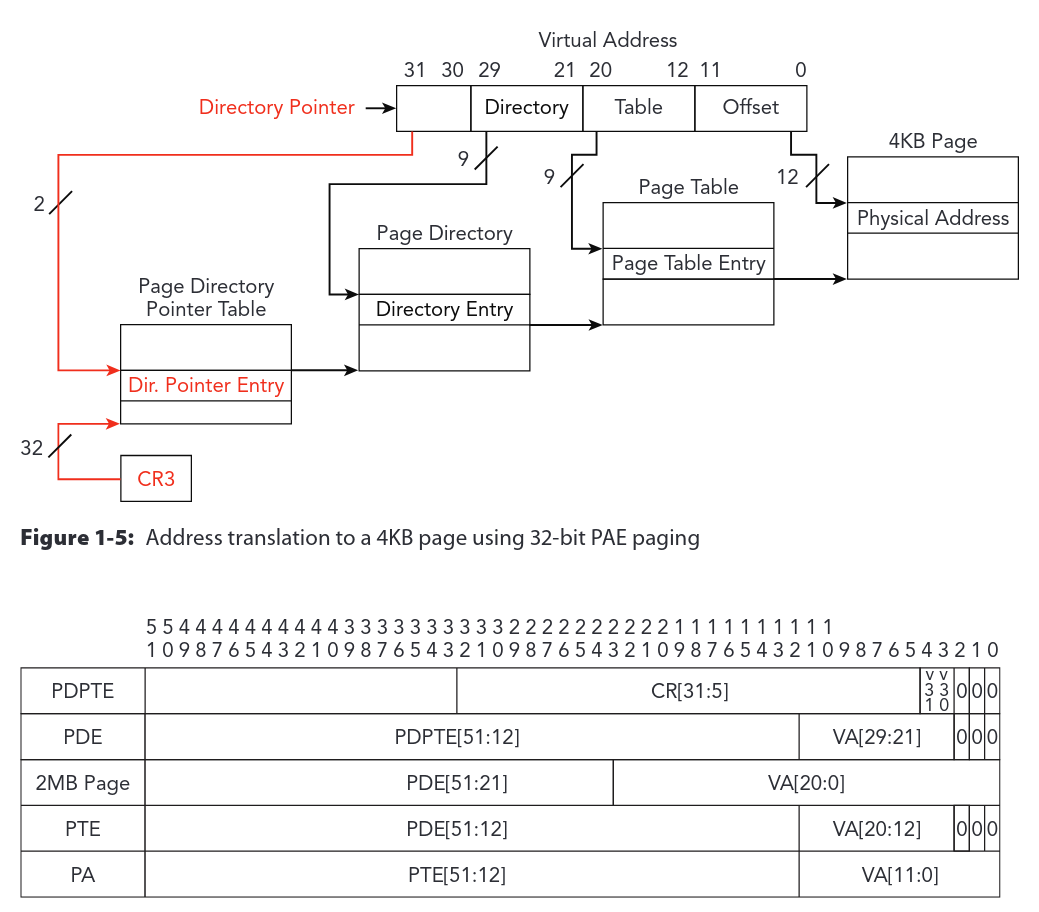 Virtual Address
31 30 29 21 20 12 11 0
Directory Pointer
Directory
Table
Offset
4KB Page
9
9
12
2
Page Table
Physical Address
Page Directory
Page Table Entry
Page Directory
Pointer Table
Directory Entry
Dir. Pointer Entry
32
CR3
Figure 1-5: Address translation to a 4KB page using 32-bit PAE paging
5 5 4 4 4 4 4 4 4 4 4 4 3 3 3 3 3 3 3 3 3 3 2 2 2 2 2 2 2 2 2 2 1 1 1 1 1 1 1 1 1 1
1 0 9 8 7 6 5 4 3 2 1 0 9 8 7 6 5 4 3 2 1 0 9 8 7 6 5 4 3 2 1 0 9 8 7 6 5 4 3 2 1 0 9 8 7 6 5 4 3 2 1 0
PDPTE CR[31:5] V31 V30 0 0 0
PDE PDPTE[51:12] VA[29:21] 0 0 0
2MB Page PDE[51:21] VA[20:0]
PTE PDE[51:12] VA[20:12] 0 0 0
PA PTE[51:12] VA[11:0]